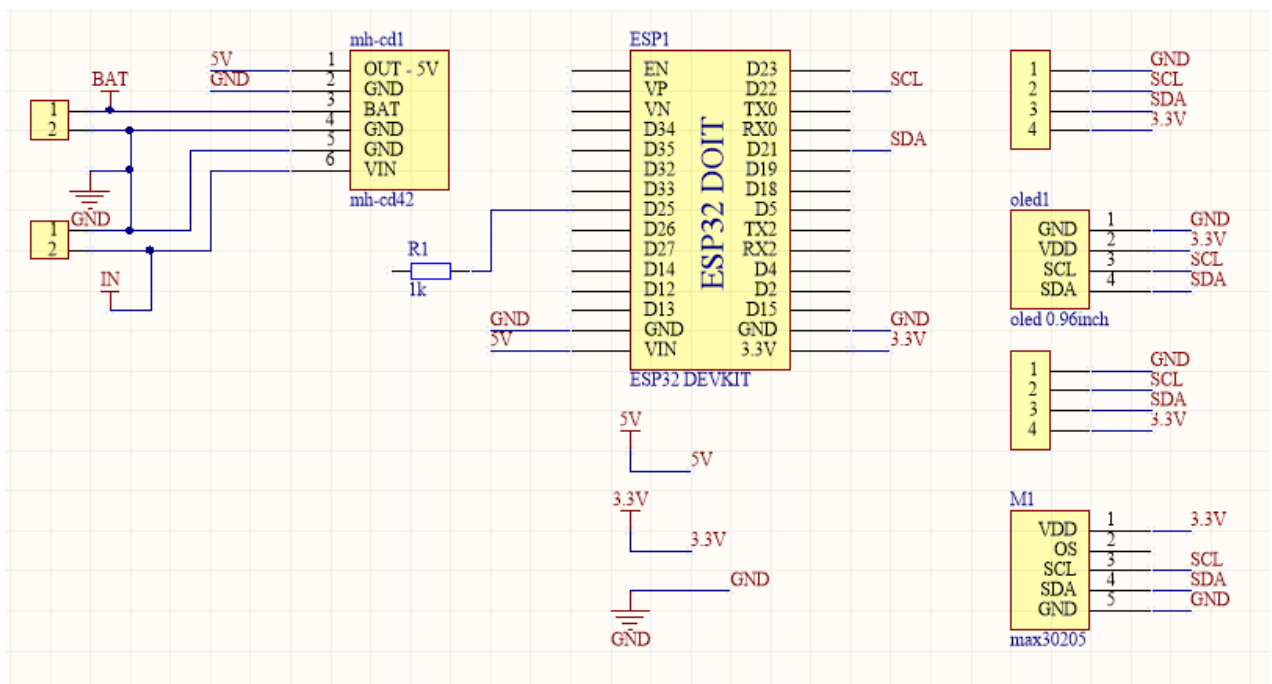 mh-cd1
5V 1 OUT - 5V
GND 2 GND
BAT 3 BAT
4 GND
5 GND
6 VIN
mh-cd42
1
2
GND
1
2
IN
R1
1k
ESP1
EN D23
VP D22 SCL
VN TX0
D34 RX0
D35 D21 SDA
D32 D19
D33 D18
D25 D5
D26 TX2
D27 RX2
D14 D4
D12 D2
D13 D15
GND GND GND GND
5V VIN 3.3V 3.3V
ESP32 DOIT
ESP32 DEVKIT
5V
5V
3.3V
3.3V
GND
GND
1 GND
2 SCL
3 SDA
4 3.3V
oled1
GND 1 GND
VDD 2 3.3V
SCL 3 SCL
SDA 4 SDA
oled 0.96inch
1 GND
2 SCL
3 SDA
4 3.3V
M1
VDD 1 3.3V
OS 2
SCL 3 SCL
SDA 4 SDA
GND 5 GND
max30205